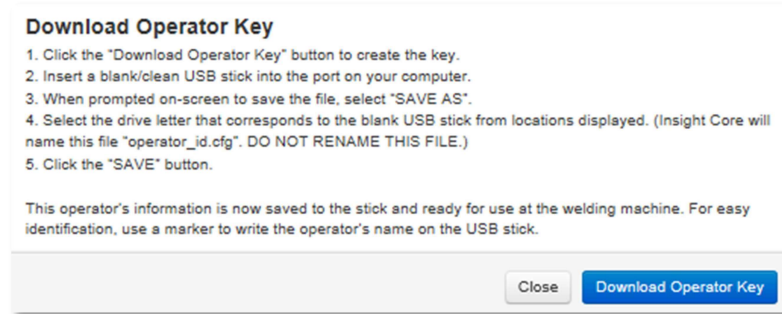 Download Operator Key
1. Click the "Download Operator Key" button to create the key.
2. Insert a blank/clean USB stick into the port on your computer.
3. When prompted on-screen to save the file, select "SAVE AS".
4. Select the drive letter that corresponds to the blank USB stick from locations displayed. (Insight Core will
name this file "operator_id.cfg". DO NOT RENAME THIS FILE.)
5. Click the "SAVE" button.
This operator's information is now saved to the stick and ready for use at the welding machine. For easy
identification, use a marker to write the operator's name on the USB stick.
Close Download Operator Key